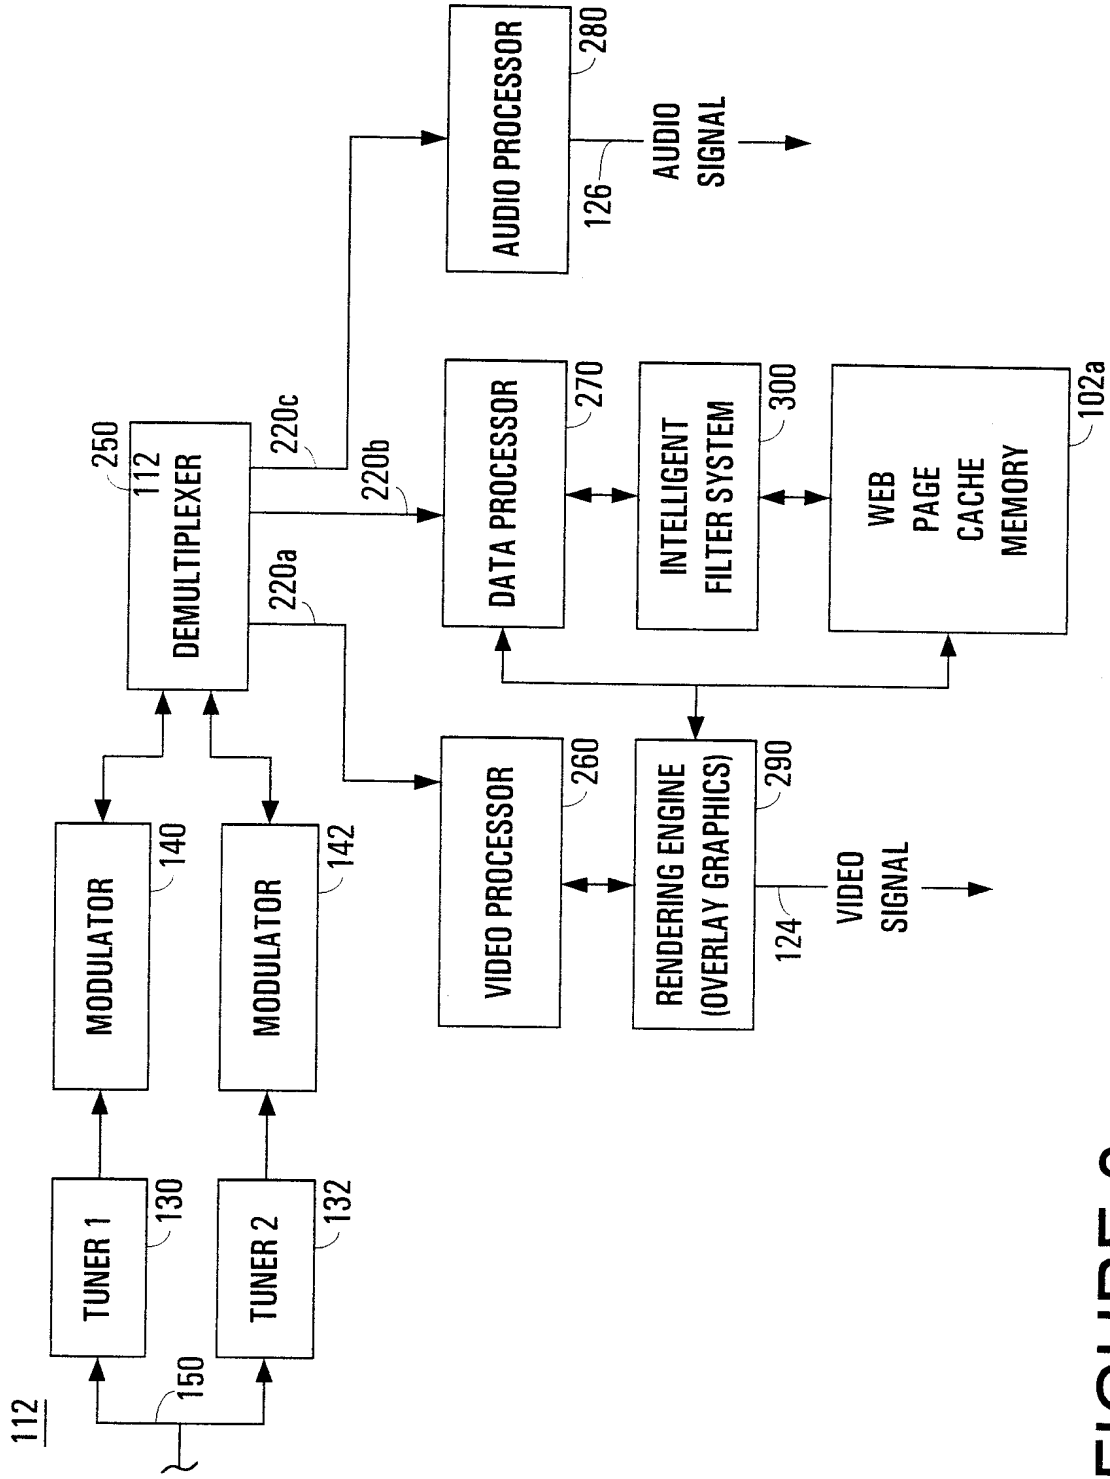 112
150
TUNER 1
130
TUNER 2
132
MODULATOR
140
MODULATOR
142
250
112
DEMULTIPLEXER
220a
220b
220c
VIDEO PROCESSOR
260
RENDERING ENGINE
(OVERLAY GRAPHICS)
290
124
VIDEO
SIGNAL
DATA PROCESSOR
270
INTELLIGENT
FILTER SYSTEM
300
WEB
PAGE
CACHE
MEMORY
102a
AUDIO PROCESSOR
280
126
AUDIO
SIGNAL
FIGURE